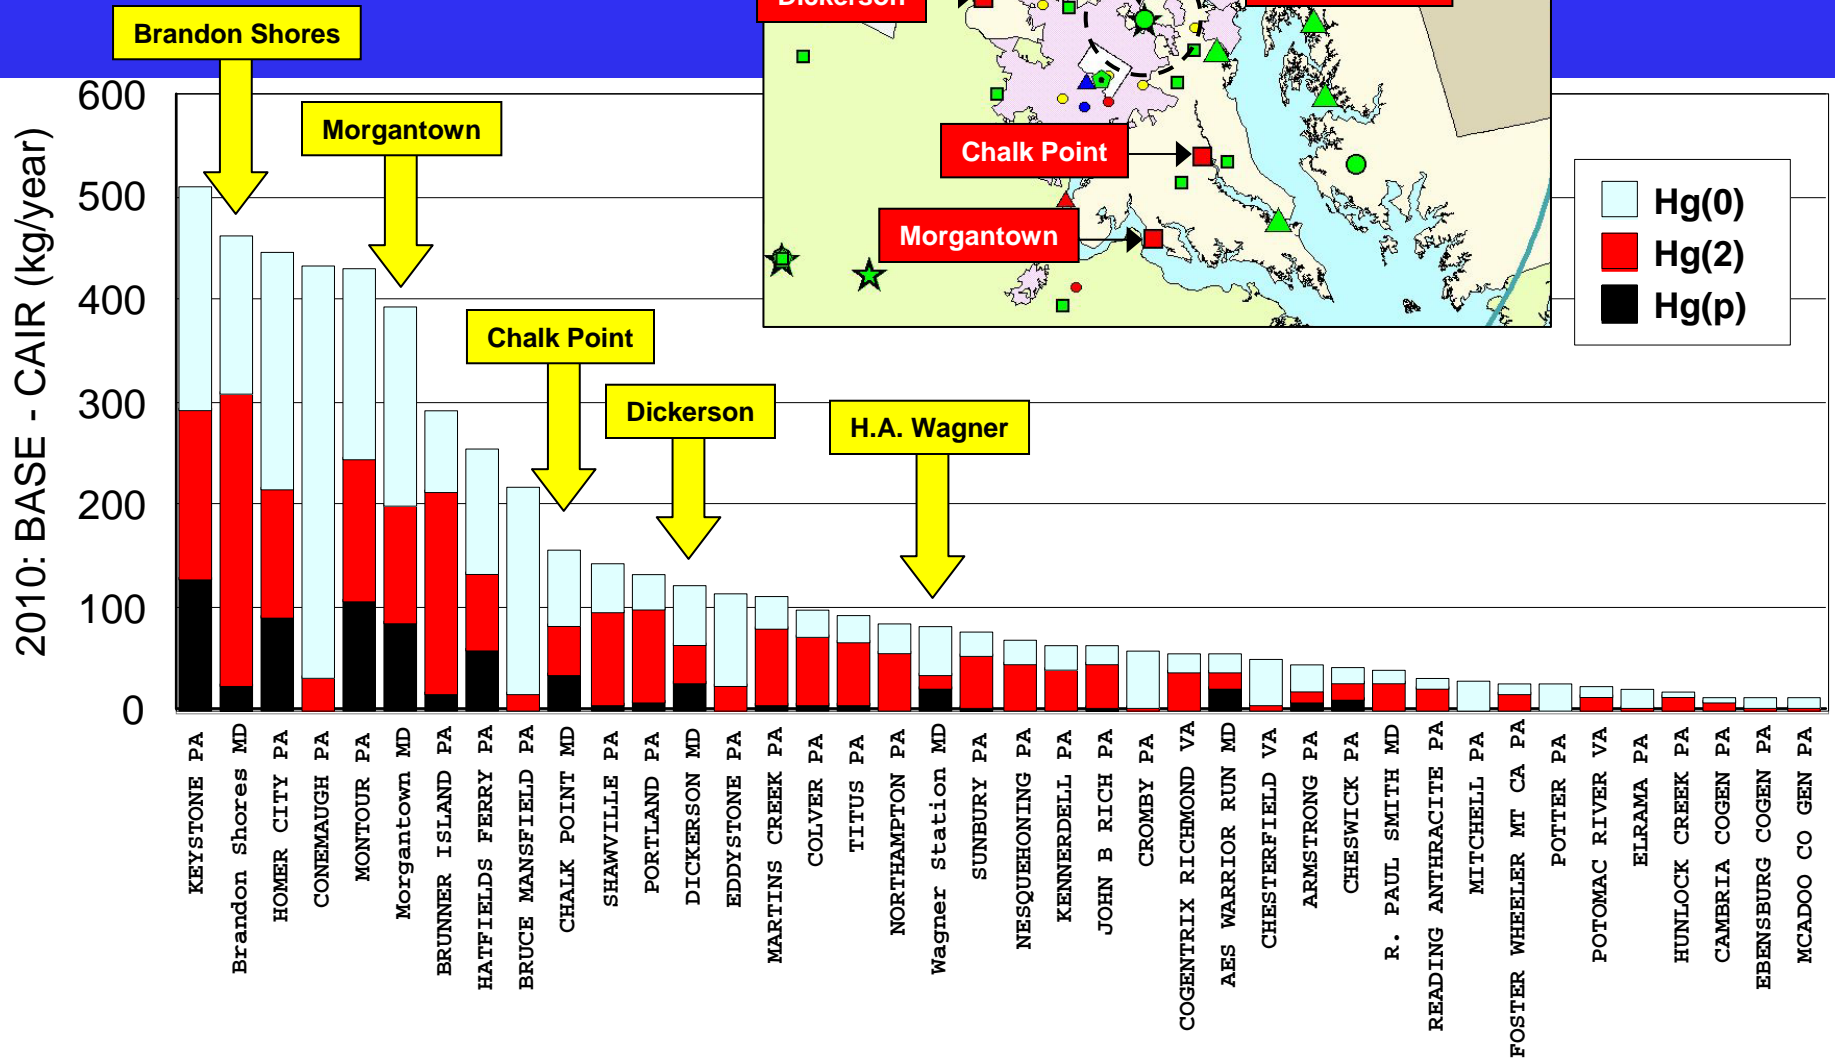 Brandon Shores
Morgantown
Chalk Point
Dickerson
H.A. Wagner
Dickerson
Chalk Point
Morgantown
Hg(0)
Hg(2)
Hg(p)
2010: BASE - CAIR (kg/year)
600
500
400
300
200
100
0
KEYSTONE PA
Brandon Shores MD
HOMER CITY PA
CONEMAUGH PA
MONTOUR PA
Morgantown MD
BRUNNER ISLAND PA
HATFIELDS FERRY PA
BRUCE MANSFIELD PA
CHALK POINT MD
SHAWVILLE PA
PORTLAND PA
DICKERSON MD
EDDYSTONE PA
MARTINS CREEK PA
COLVER PA
TITUS PA
NORTHAMPTON PA
Wagner Station MD
SUNBURY PA
NESQUEHONING PA
KENNERDELL PA
JOHN B RICH PA
CROMBY PA
COGENTRIX RICHMOND VA
AES WARRIOR RUN MD
CHESTERFIELD VA
ARMSTRONG PA
CHESWICK PA
R. PAUL SMITH MD
READING ANTHRACITE PA
MITCHELL PA
FOSTER WHEELER MT CA PA
POTTER PA
POTOMAC RIVER VA
ELRAMA PA
HUNLOCK CREEK PA
CAMBRIA COGEN PA
EBENSBURG COGEN PA
MCADOO CO GEN PA